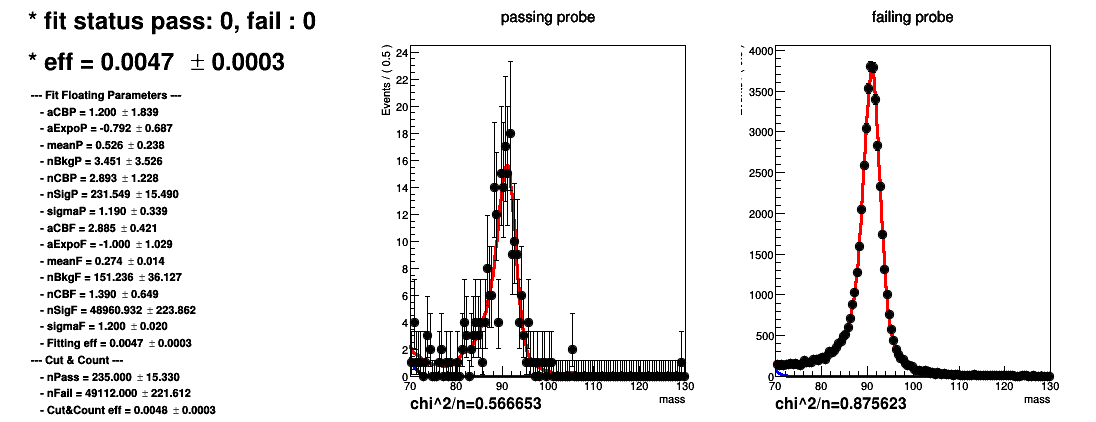 * fit status pass: 0, fail : 0
* eff = 0.0047 ± 0.0003
--- Fit Floating Parameters ---
- aCBP = 1.200 ± 1.839
- aExpoP = -0.792 ± 0.687
- meanP = 0.526 ± 0.238
- nBkgP = 3.451 ± 3.526
- nCBP = 2.893 ± 1.228
- nSigP = 231.549 ± 15.490
- sigmaP = 1.190 ± 0.339
- aCBF = 2.885 ± 0.421
- aExpoF = -1.000 ± 1.029
- meanF = 0.274 ± 0.014
- nBkgF = 151.236 ± 36.127
- nCBF = 1.390 ± 0.649
- nSigF = 48960.932 ± 223.862
- sigmaF = 1.200 ± 0.020
- Fitting eff = 0.0047 ± 0.0003
--- Cut & Count ---
- nPass = 235.000 ± 15.330
- nFail = 49112.000 ± 221.612
- Cut&Count eff = 0.0048 ± 0.0003
passing probe
Events / ( 0.5 )
24
22
20
18
16
14
12
10
8
6
4
2
0
70 80 90 100 110 120 130
mass
chi^2/n=0.566653
failing probe
4000
3500
3000
2500
2000
1500
1000
500
0
70 80 90 100 110 120 130
mass
chi^2/n=0.875623